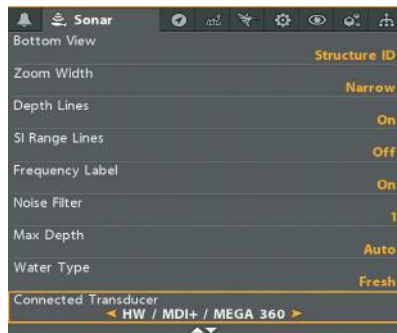 Sonar
Bottom View
Structure ID
Zoom Width
Narrow
Depth Lines
On
SI Range Lines
Off
Frequency Label
On
Noise Filter
1
Max Depth
Auto
Water Type
Fresh
Connected Transducer
HW / MDI+ / MEGA 360